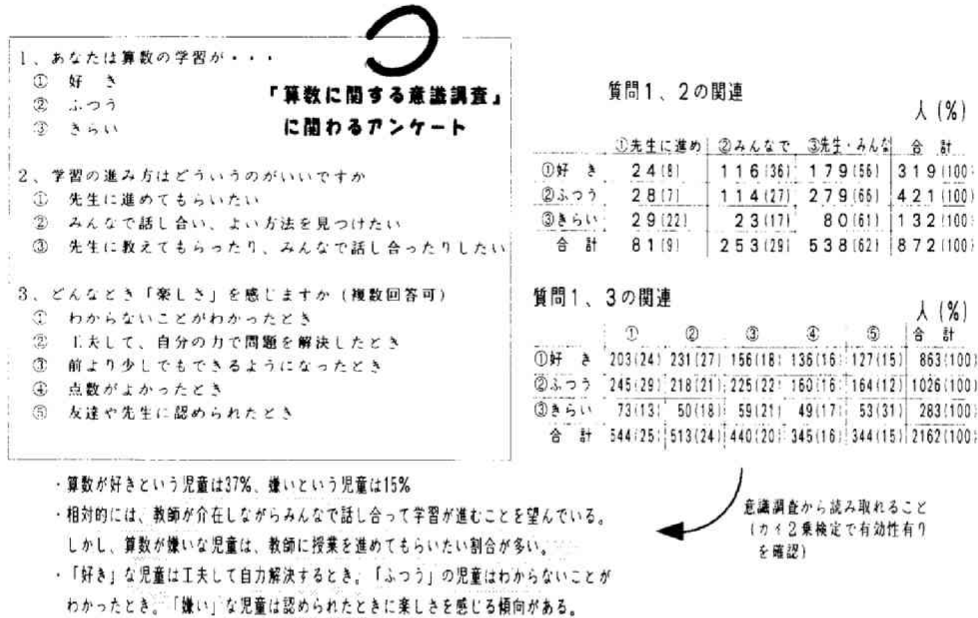 1、あなたは算数の学習が・・・
① 好 き
② ふつう
③ きらい
『算数に関する意識調査』
に関わるアンケート
2、学習の進み方はどういうのがいいですか
① 先生に進めてもらいたい
② みんなで話し合い、よい方法を見つけたい
③ 先生に教えてもらったり、みんなで話し合ったりしたい
3、どんなとき「楽しさ」を感じますか(複数回答可)
① わからないことがわかったとき
② 工夫して、自分の力で問題を解決したとき
③ 前より少しでもできるようになったとき
④ 点数がよかったとき
⑤ 友達や先生に認められたとき
質問1、2の関連
人(%)
①先生に進め ②みんなで ③先生・みんな 合 計
①好 き 24(8) 116(36) 179(56) 319(100)
②ふつう 28(7) 114(27) 279(66) 421(100)
③きらい 29(22) 23(17) 80(61) 132(100)
合 計 81(9) 253(29) 538(62) 872(100)
質問1、3の関連
人(%)
① ② ③ ④ ⑤ 合 計
①好 き 203(24) 231(27) 156(18) 136(16) 127(15) 863(100)
②ふつう 245(29) 218(21) 225(22) 160(16) 164(12) 1026(100)
③きらい 73(13) 50(18) 59(21) 49(17) 53(31) 283(100)
合 計 544(25) 513(24) 440(20) 345(16) 344(15) 2162(100)
・算数が好きという児童は37%、嫌いという児童は15%
・相対的には、教師が介在しながらみんなで話し合って学習が進むことを望んでいる。
しかし、算数が嫌いな児童は、教師に授業を進めてもらいたい割合が多い。
・「好き」な児童は工夫して自力解決するとき。「ふつう」の児童はわからないことが
わかったとき。「嫌い」な児童は認められたときに楽しさを感じる傾向がある。
意識調査から読み取れること
(カイ2乗検定で有効性有り
を確認)